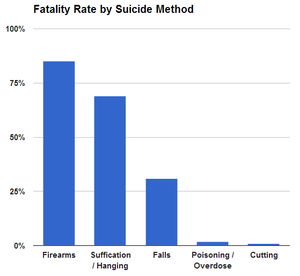 Fatality Rate by Suicide Method
100%
75%
50%
25%
0%
Firearms
Suffication
/ Hanging
Falls
Poisoning /
Overdose
Cutting